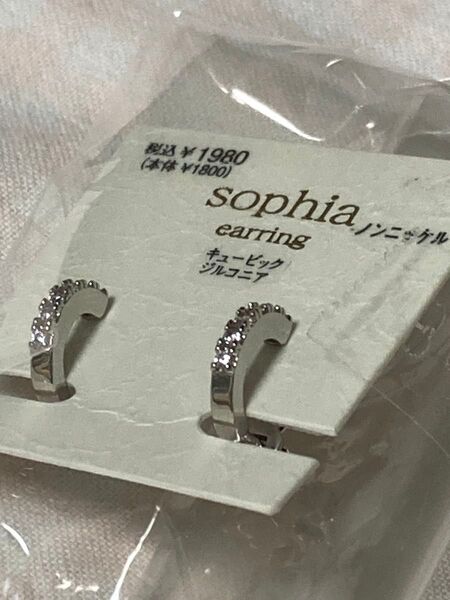 税込 ¥1980
(本体 ¥1800)
sophia
earring
ノンニッケル
キュービック
ジルコニア